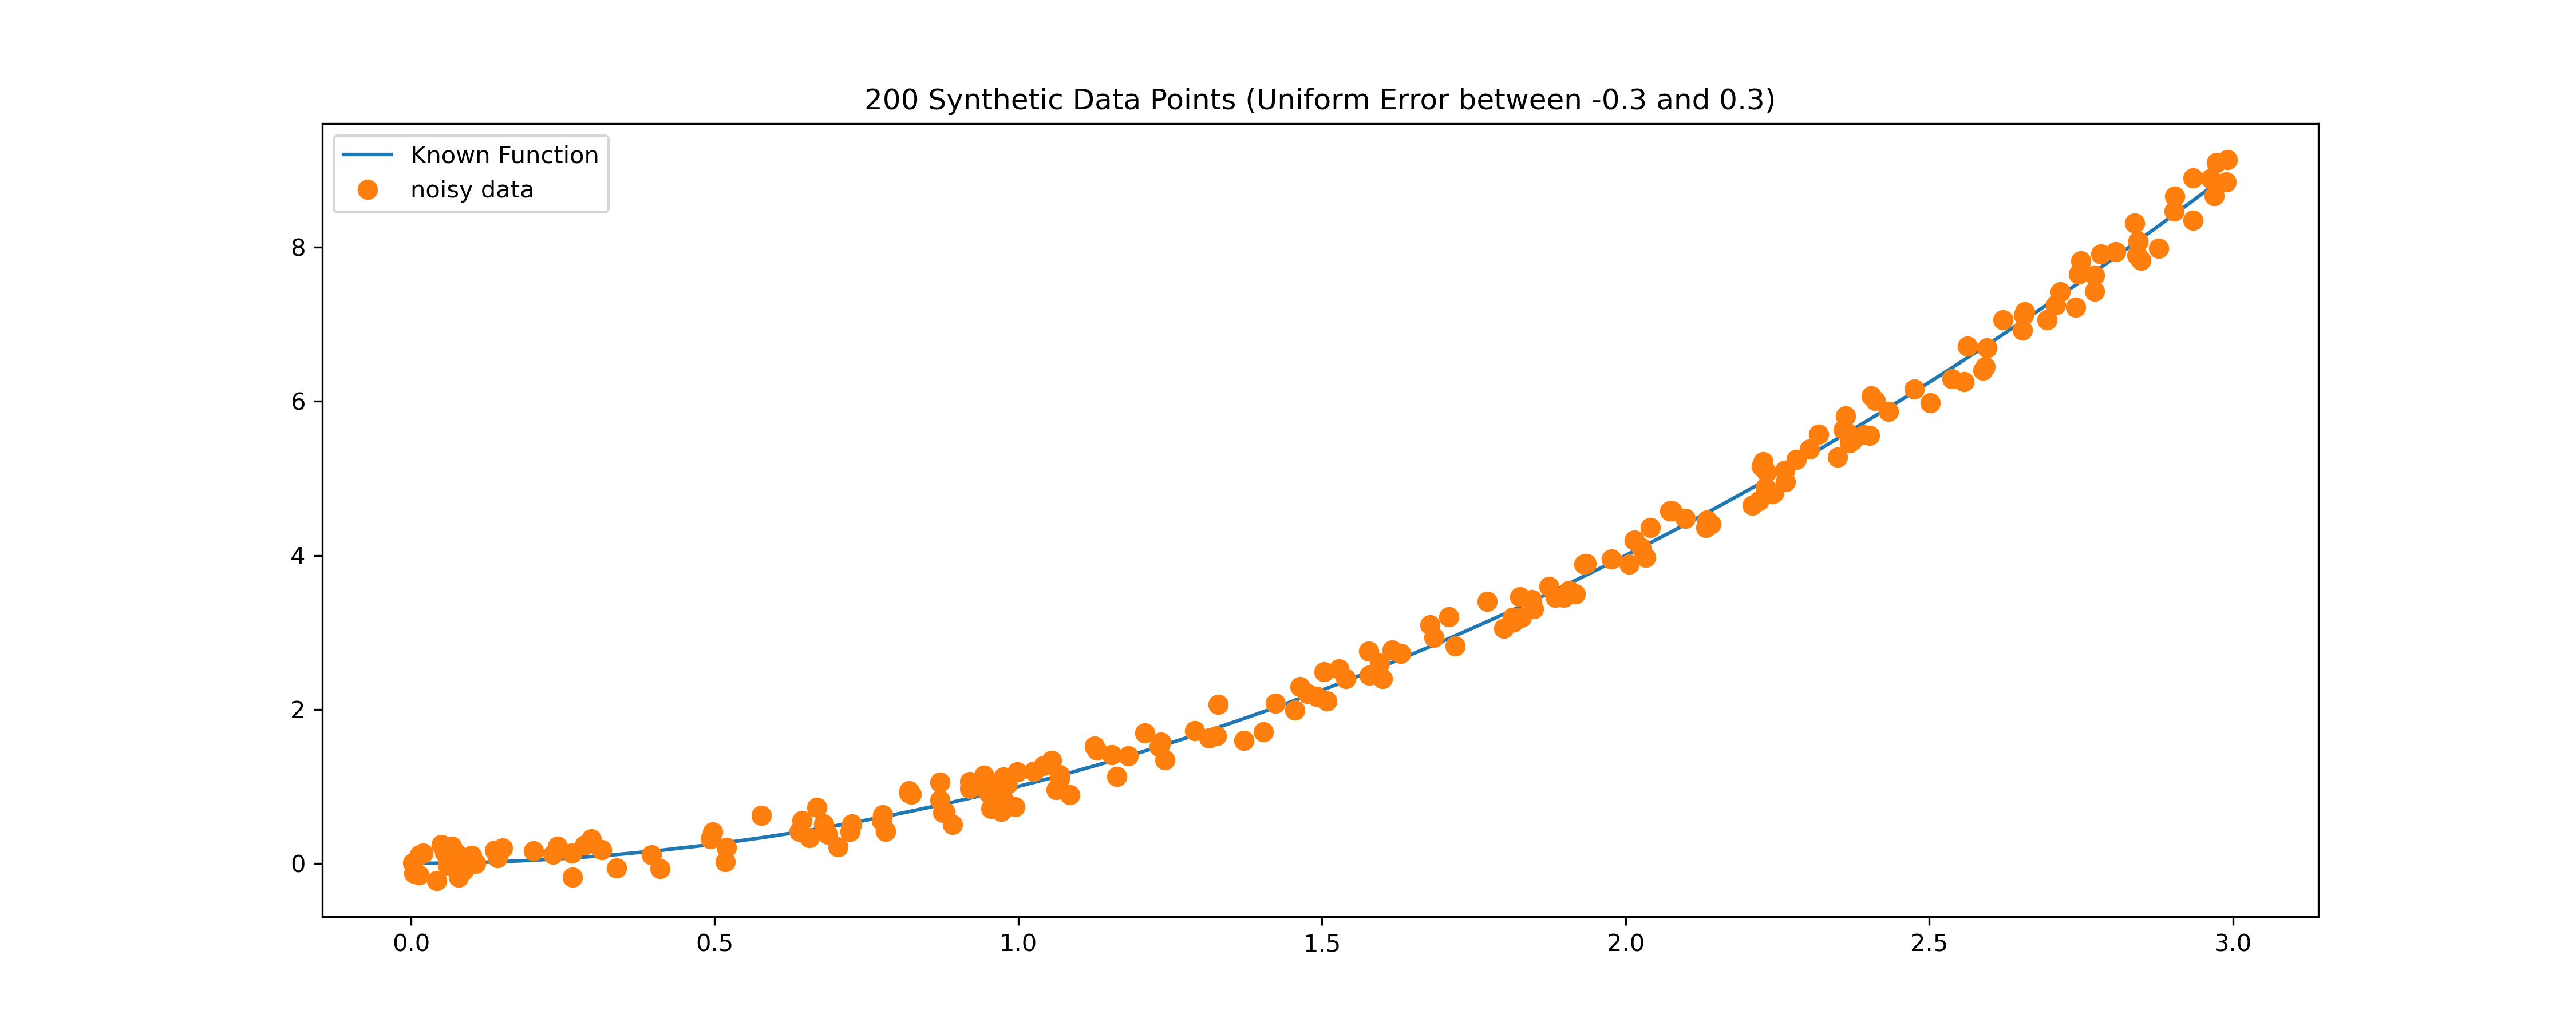 200 Synthetic Data Points (Uniform Error between -0.3 and 0.3)
Known Function
noisy data
8
6
4
2
0
0.0 0.5 1.0 1.5 2.0 2.5 3.0